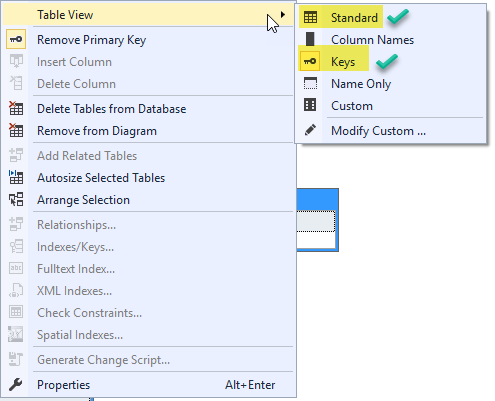 Table View
Remove Primary Key
Insert Column
Delete Column
Delete Tables from Database
Remove from Diagram
Add Related Tables
Autosize Selected Tables
Arrange Selection
Relationships...
Indexes/Keys...
Fulltext Index...
XML Indexes...
Check Constraints...
Spatial Indexes...
Generate Change Script...
Properties Alt+Enter
Standard
Column Names
Keys
Name Only
Custom
Modify Custom ...